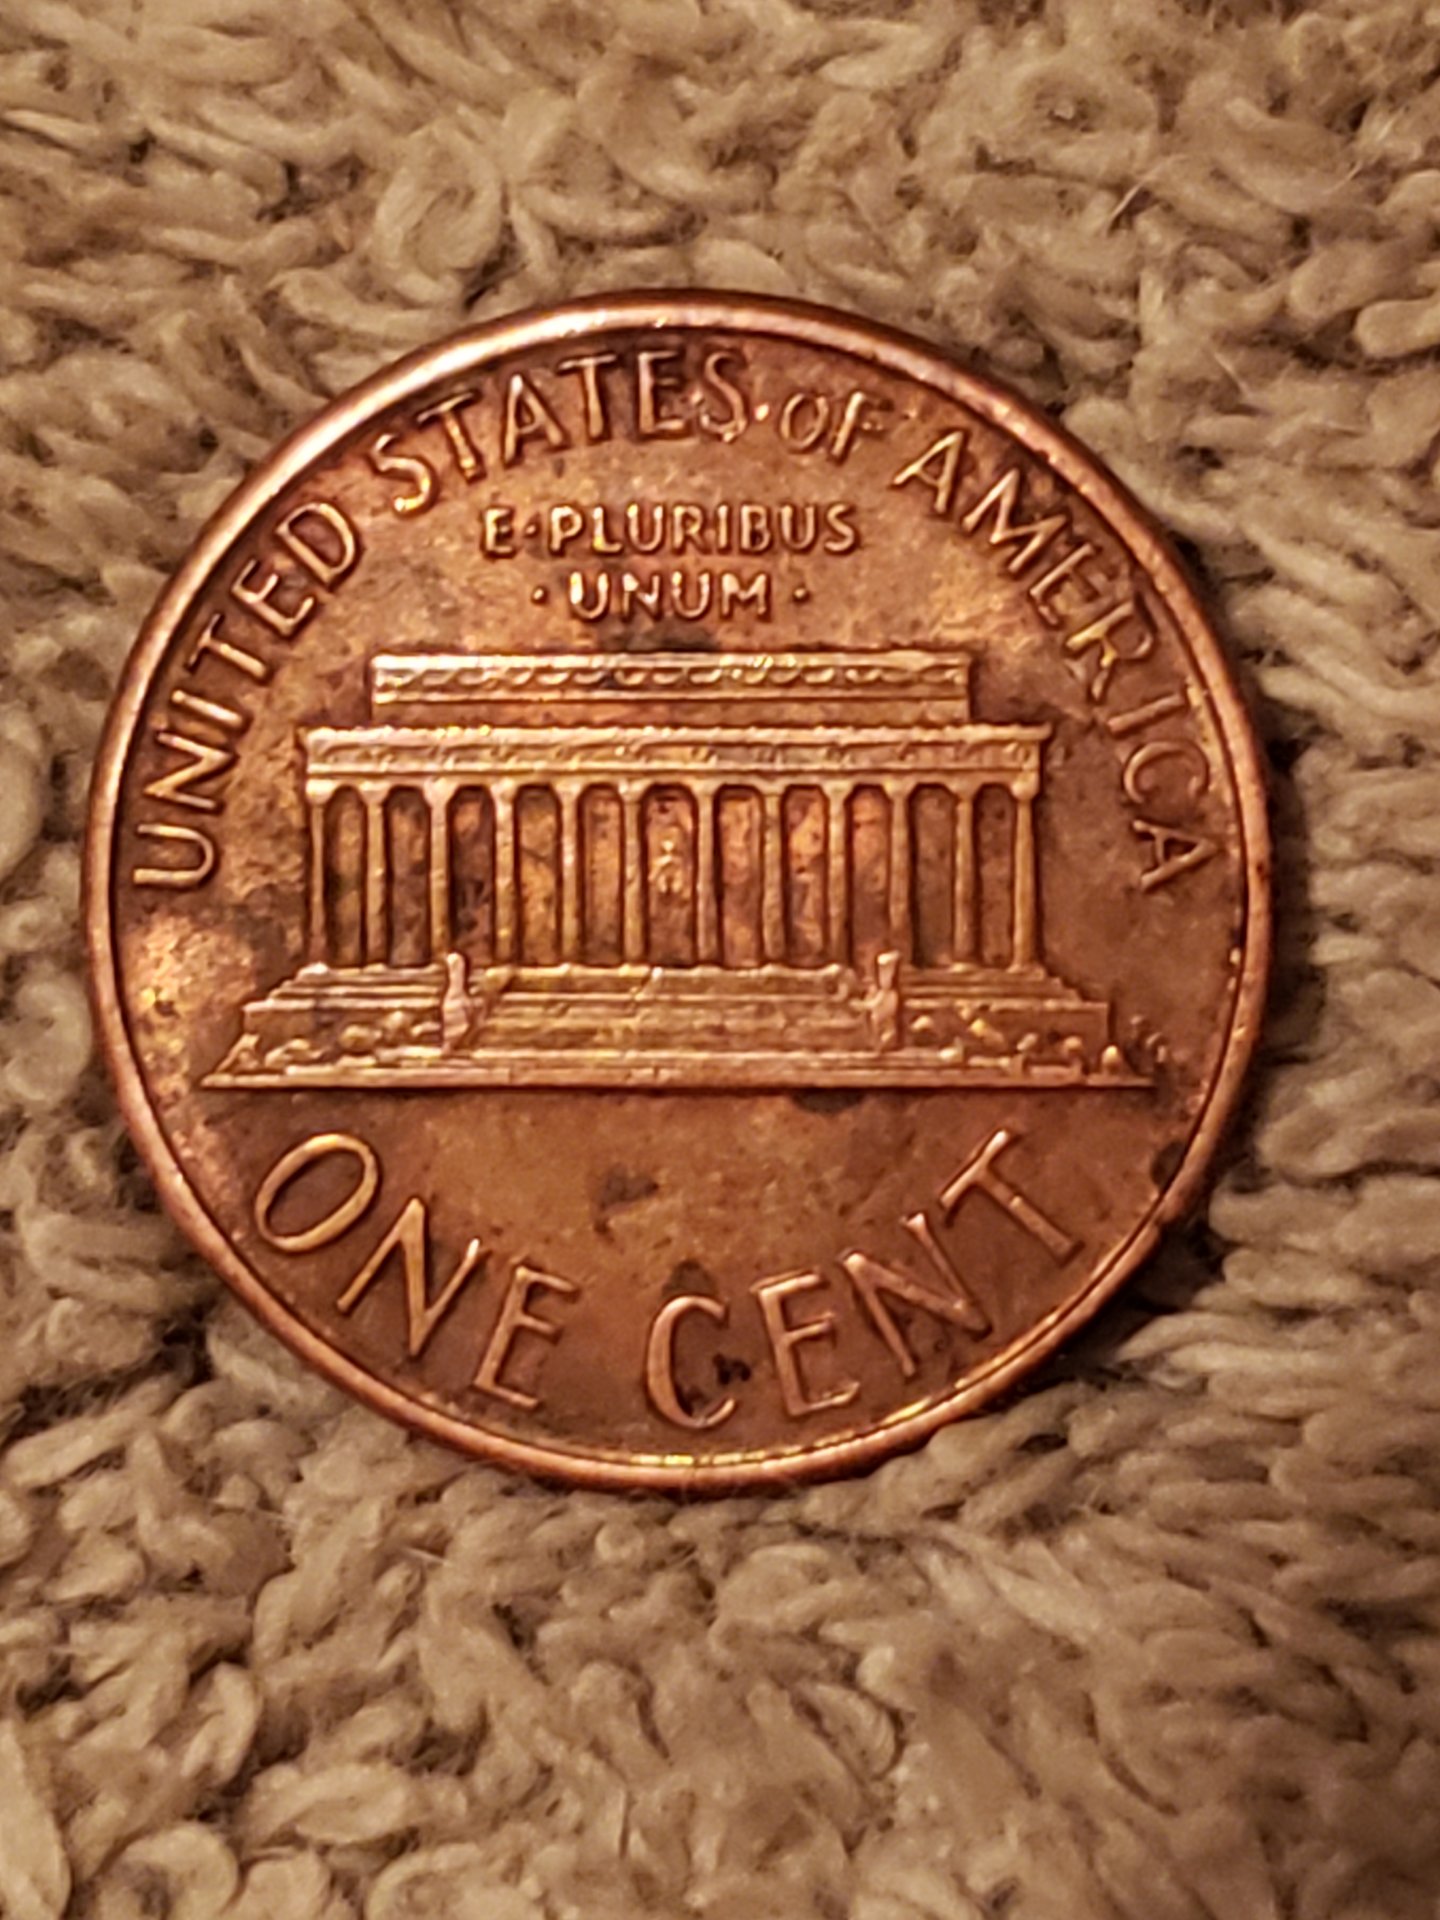 UNITED STATES OF AMERICA
E·PLURIBUS
·UNUM·
ONE CENT